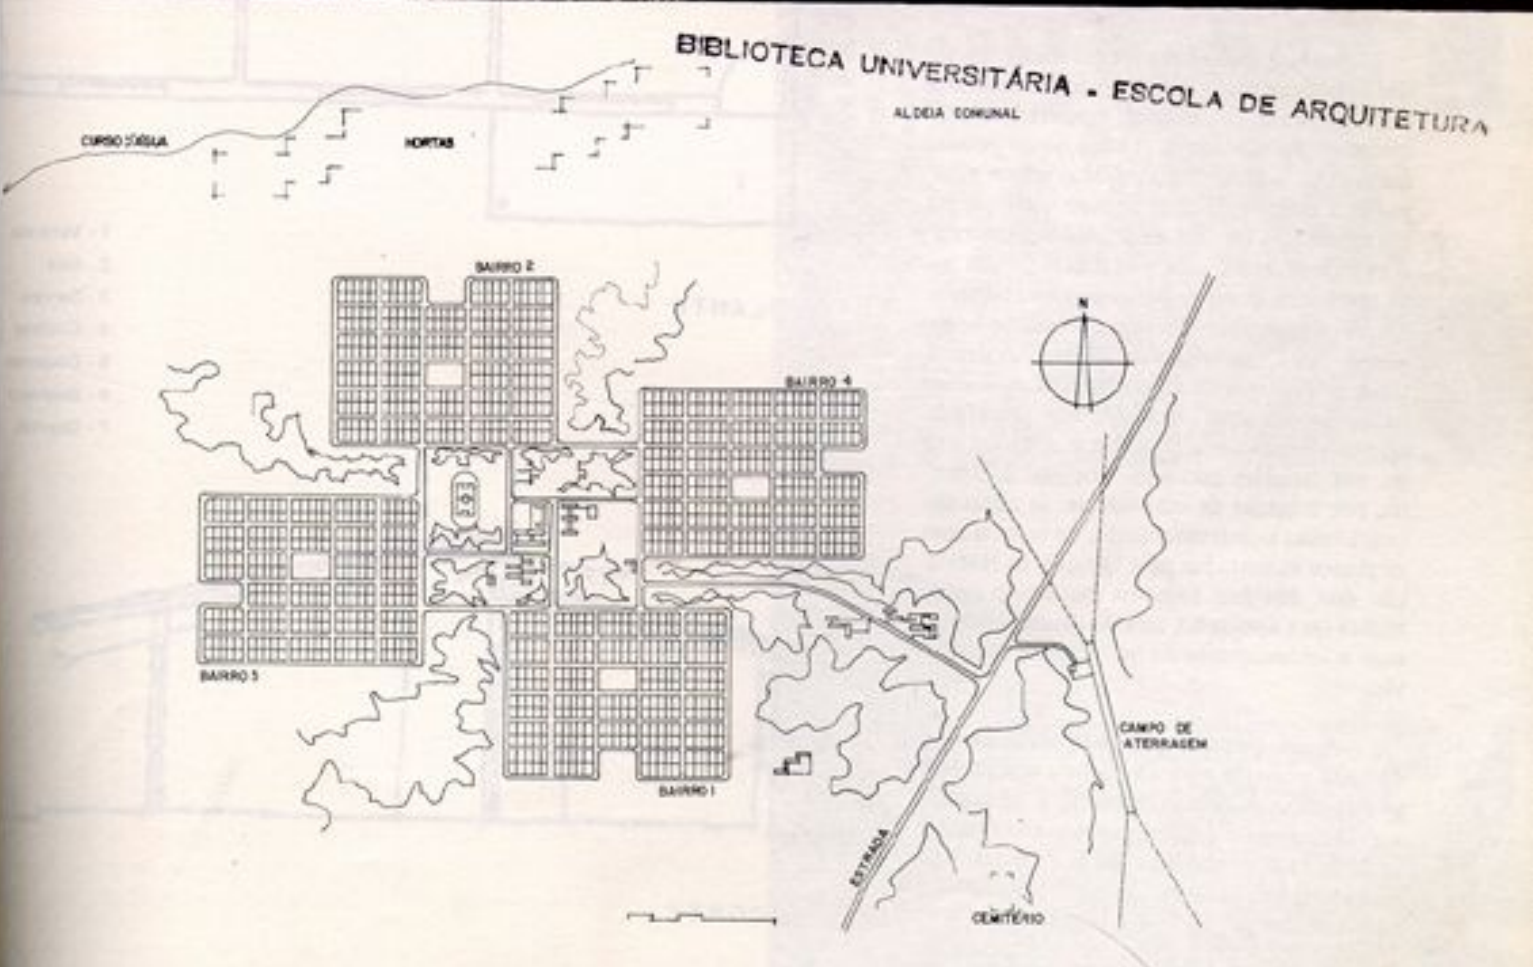 BIBLIOTECA UNIVERSITÁRIA - ESCOLA DE ARQUITETURA
ALDEIA COMUNAL
CURSO D'ÁGUA
HORTAS
BAIRRO 2
N
BAIRRO 4
BAIRRO 3
CAMPO DE
ATERRAGEM
BAIRRO 1
ESTRADA
CEMITÉRIO